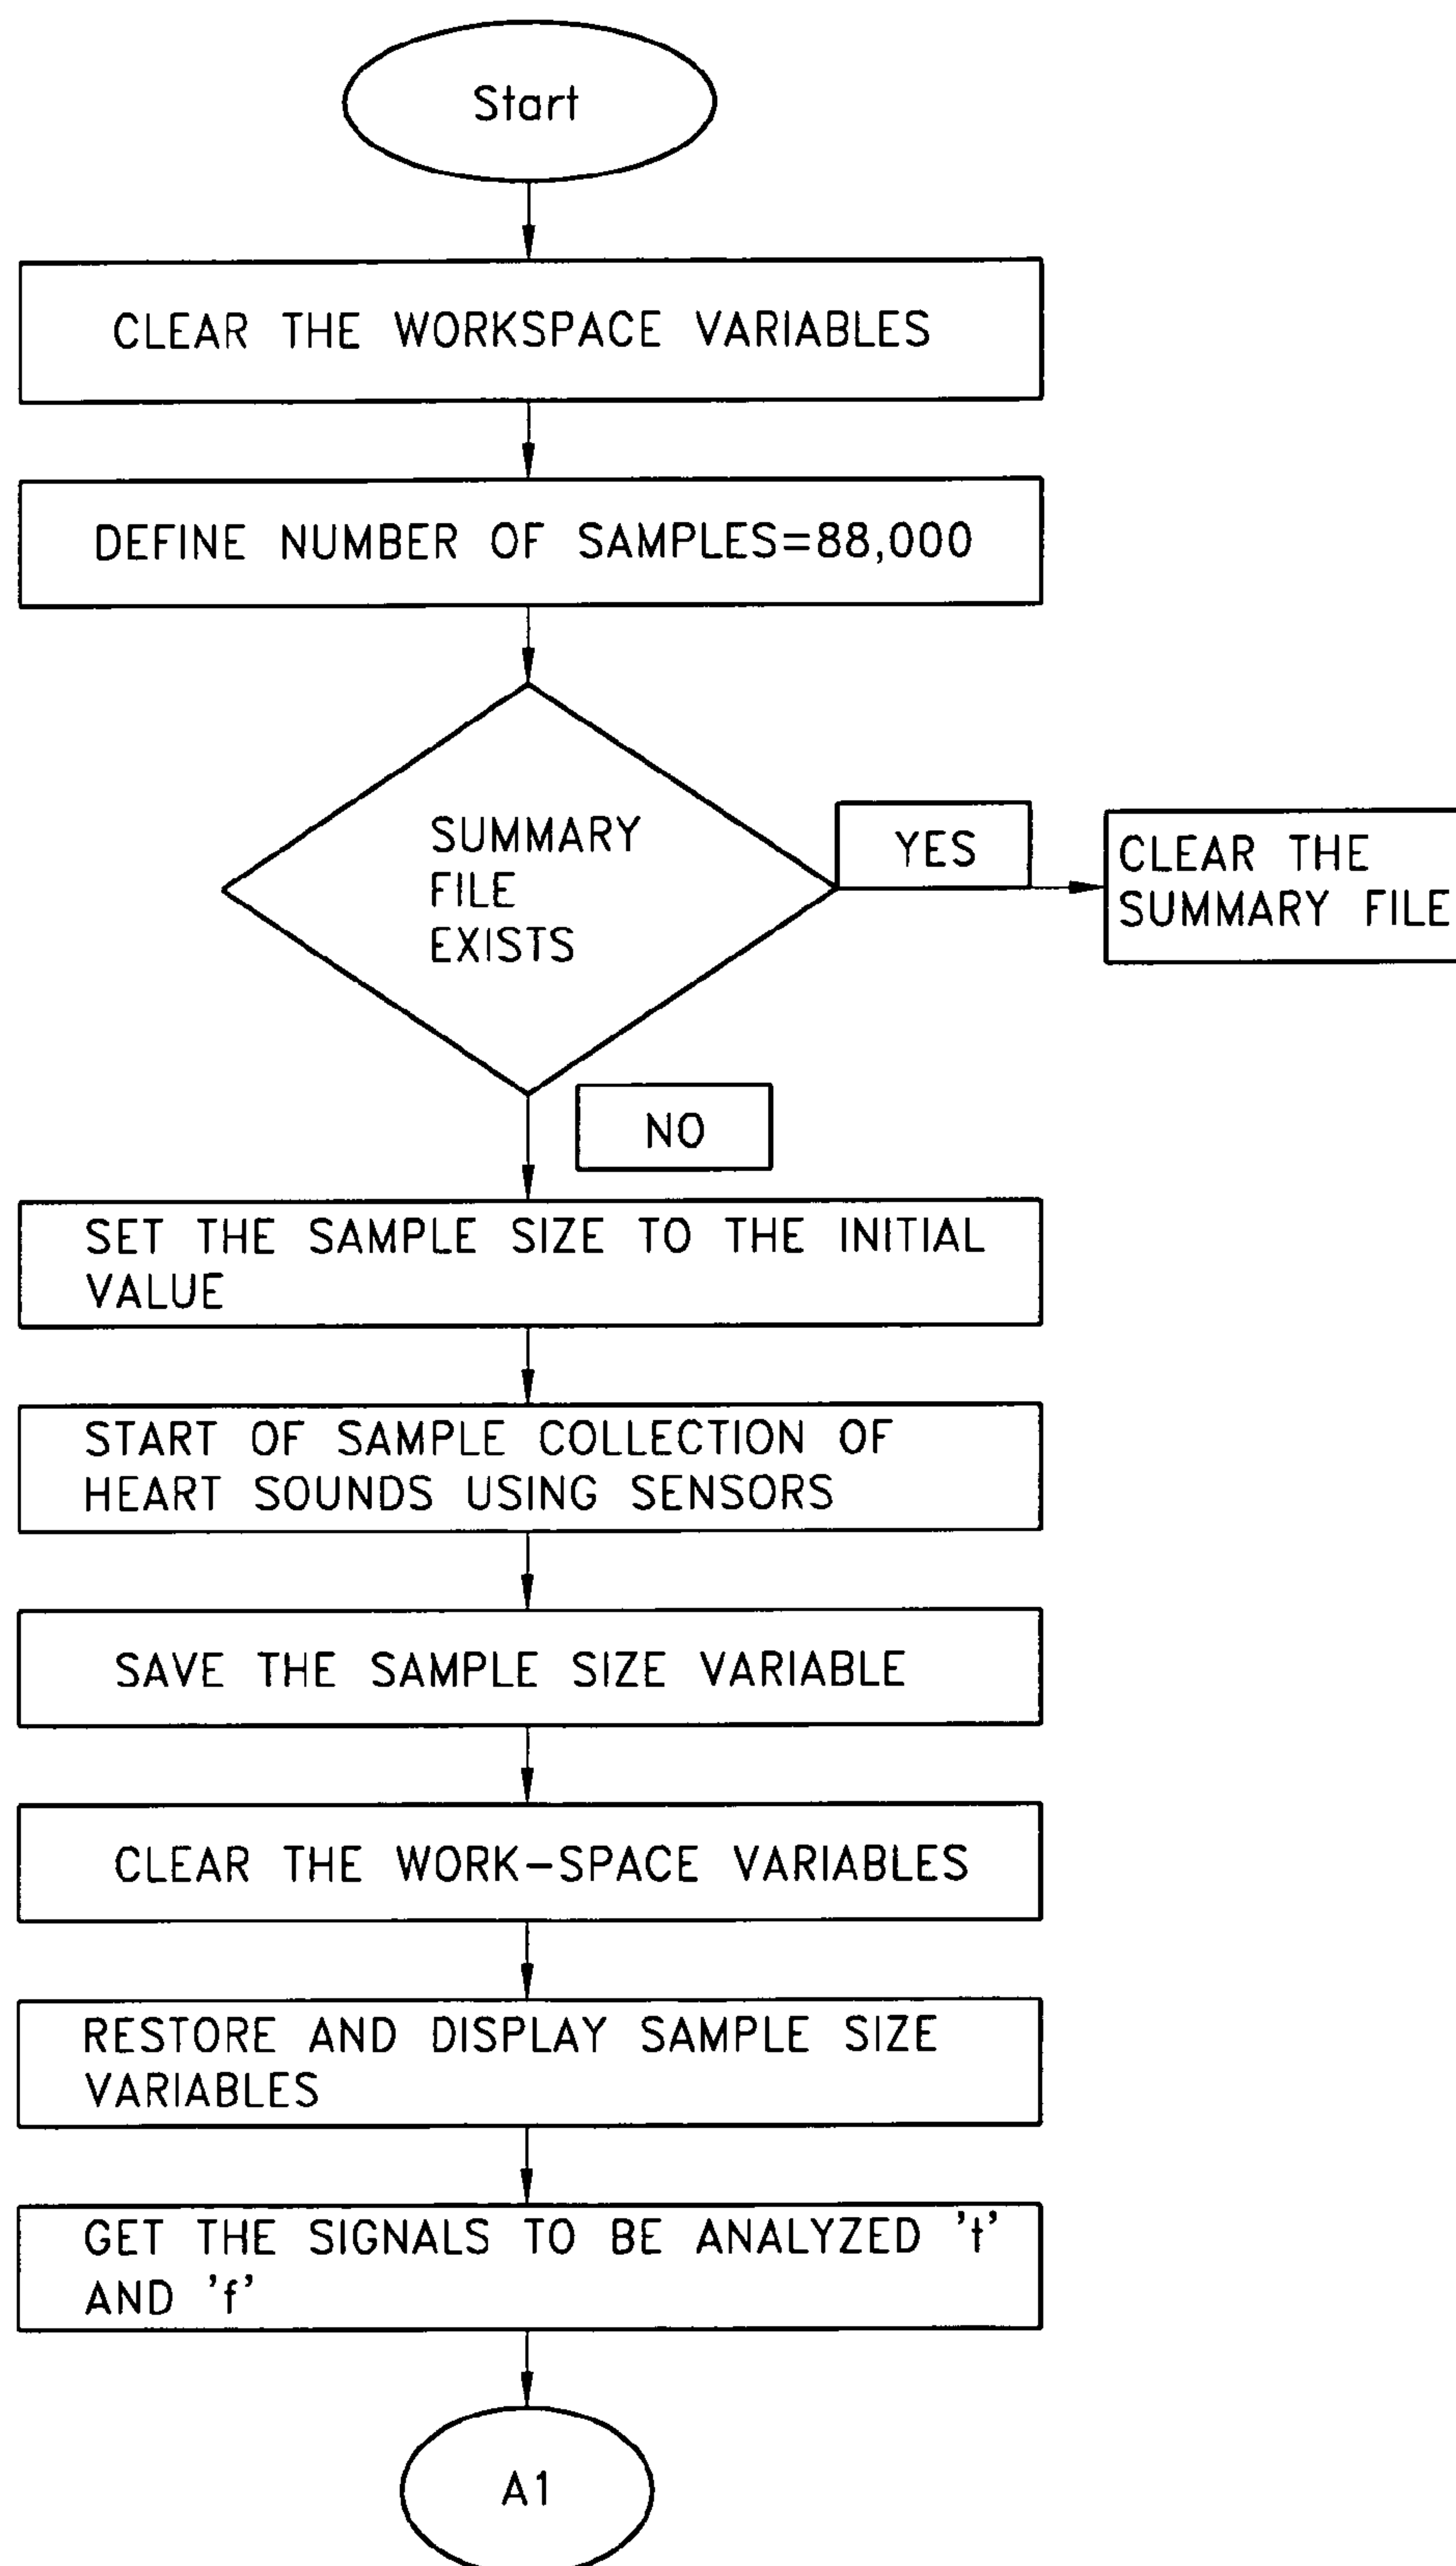 Start
CLEAR THE WORKSPACE VARIABLES
DEFINE NUMBER OF SAMPLES=88,000
SUMMARY
FILE
EXISTS
YES
CLEAR THE
SUMMARY FILE
NO
SET THE SAMPLE SIZE TO THE INITIAL
VALUE
START OF SAMPLE COLLECTION OF
HEART SOUNDS USING SENSORS
SAVE THE SAMPLE SIZE VARIABLE
CLEAR THE WORK-SPACE VARIABLES
RESTORE AND DISPLAY SAMPLE SIZE
VARIABLES
GET THE SIGNALS TO BE ANALYZED 't'
AND 'f'
A1